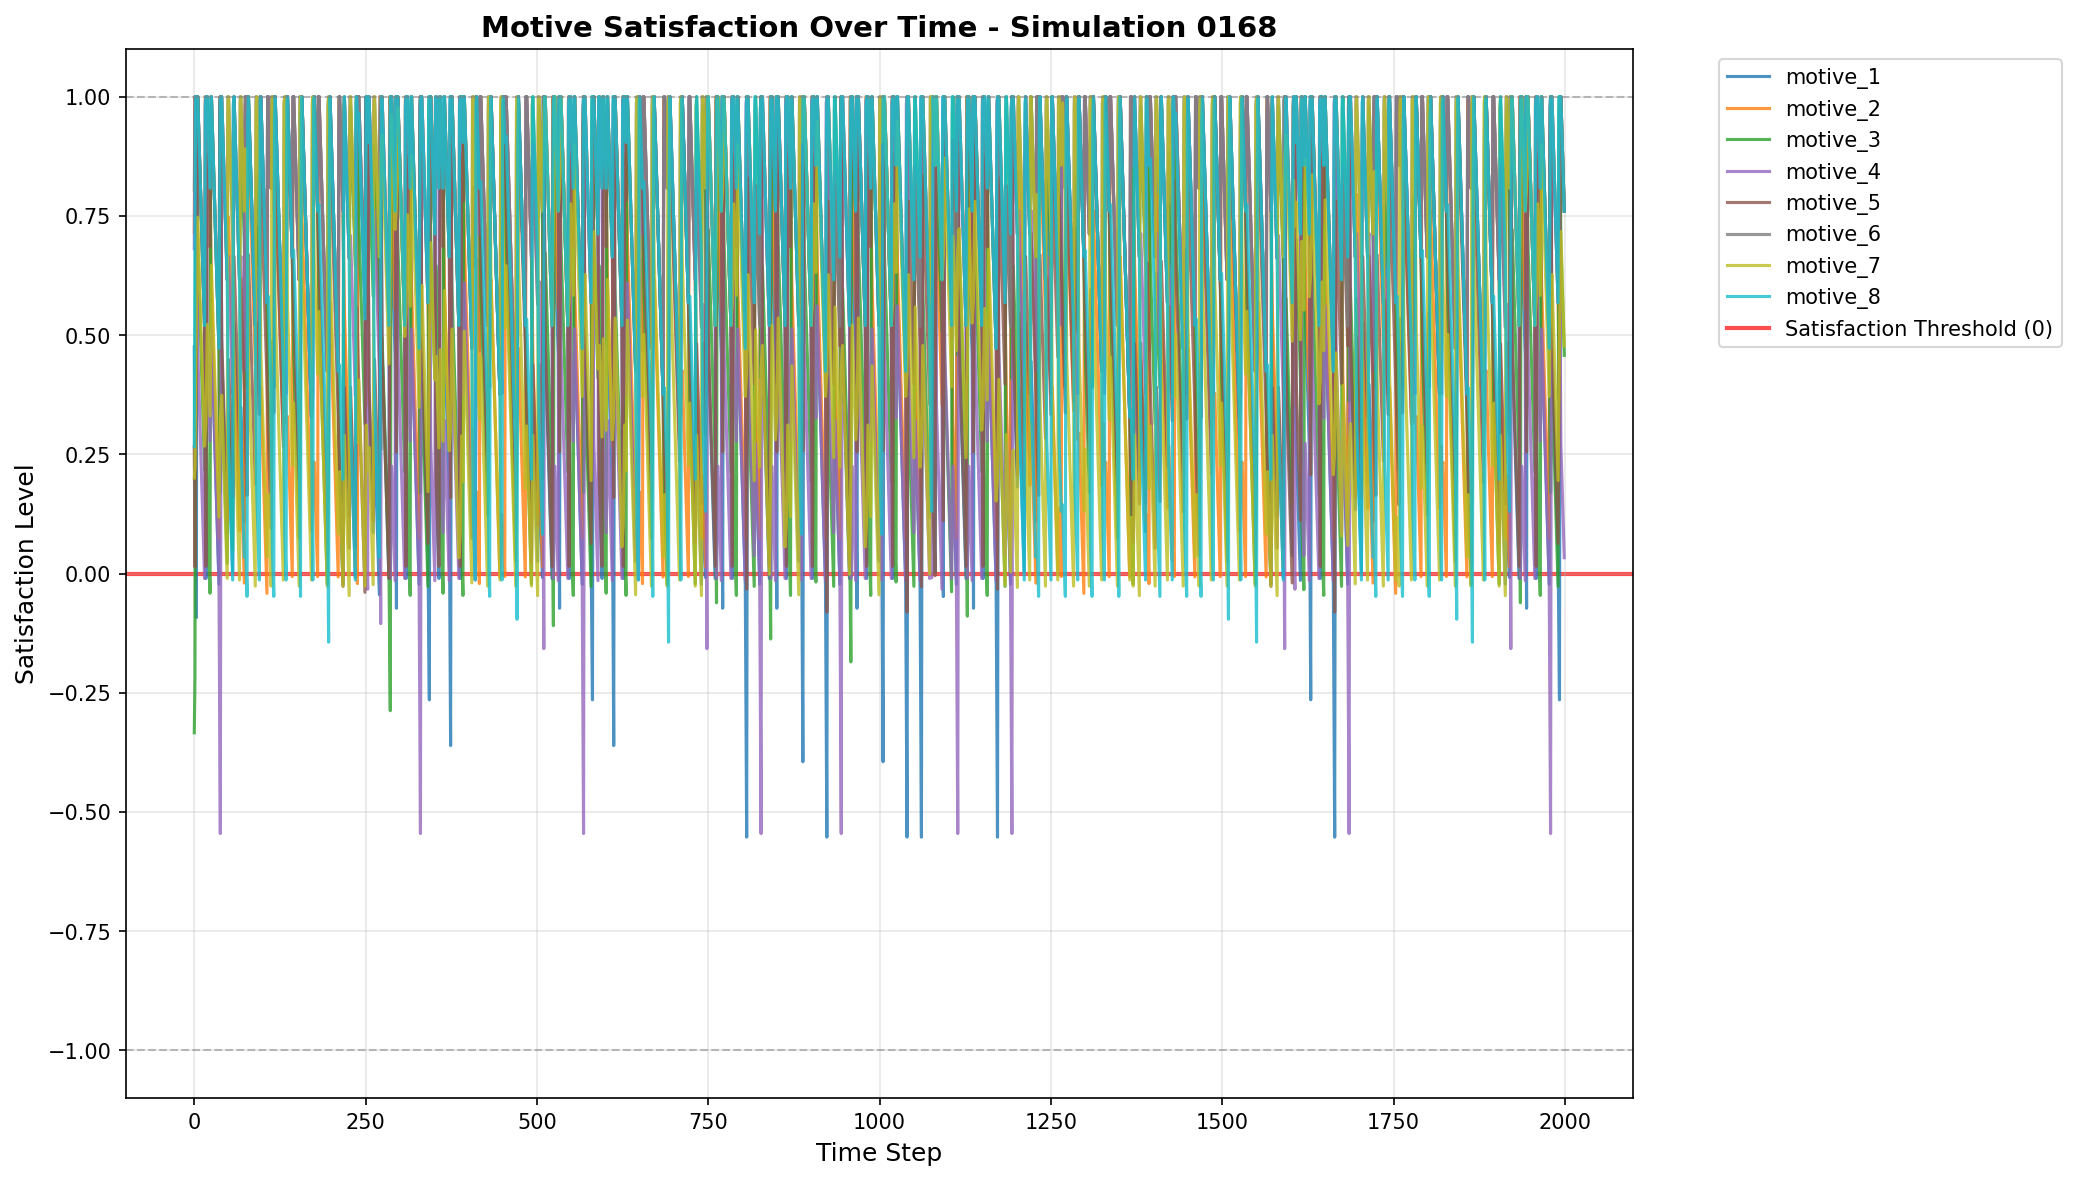 Motive Satisfaction Over Time - Simulation 0168
1.00
0.75
0.50
0.25
0.00
−0.25
−0.50
−0.75
−1.00
Satisfaction Level
0
250
500
750
1000
1250
1500
1750
2000
Time Step
motive_1
motive_2
motive_3
motive_4
motive_5
motive_6
motive_7
motive_8
Satisfaction Threshold (0)